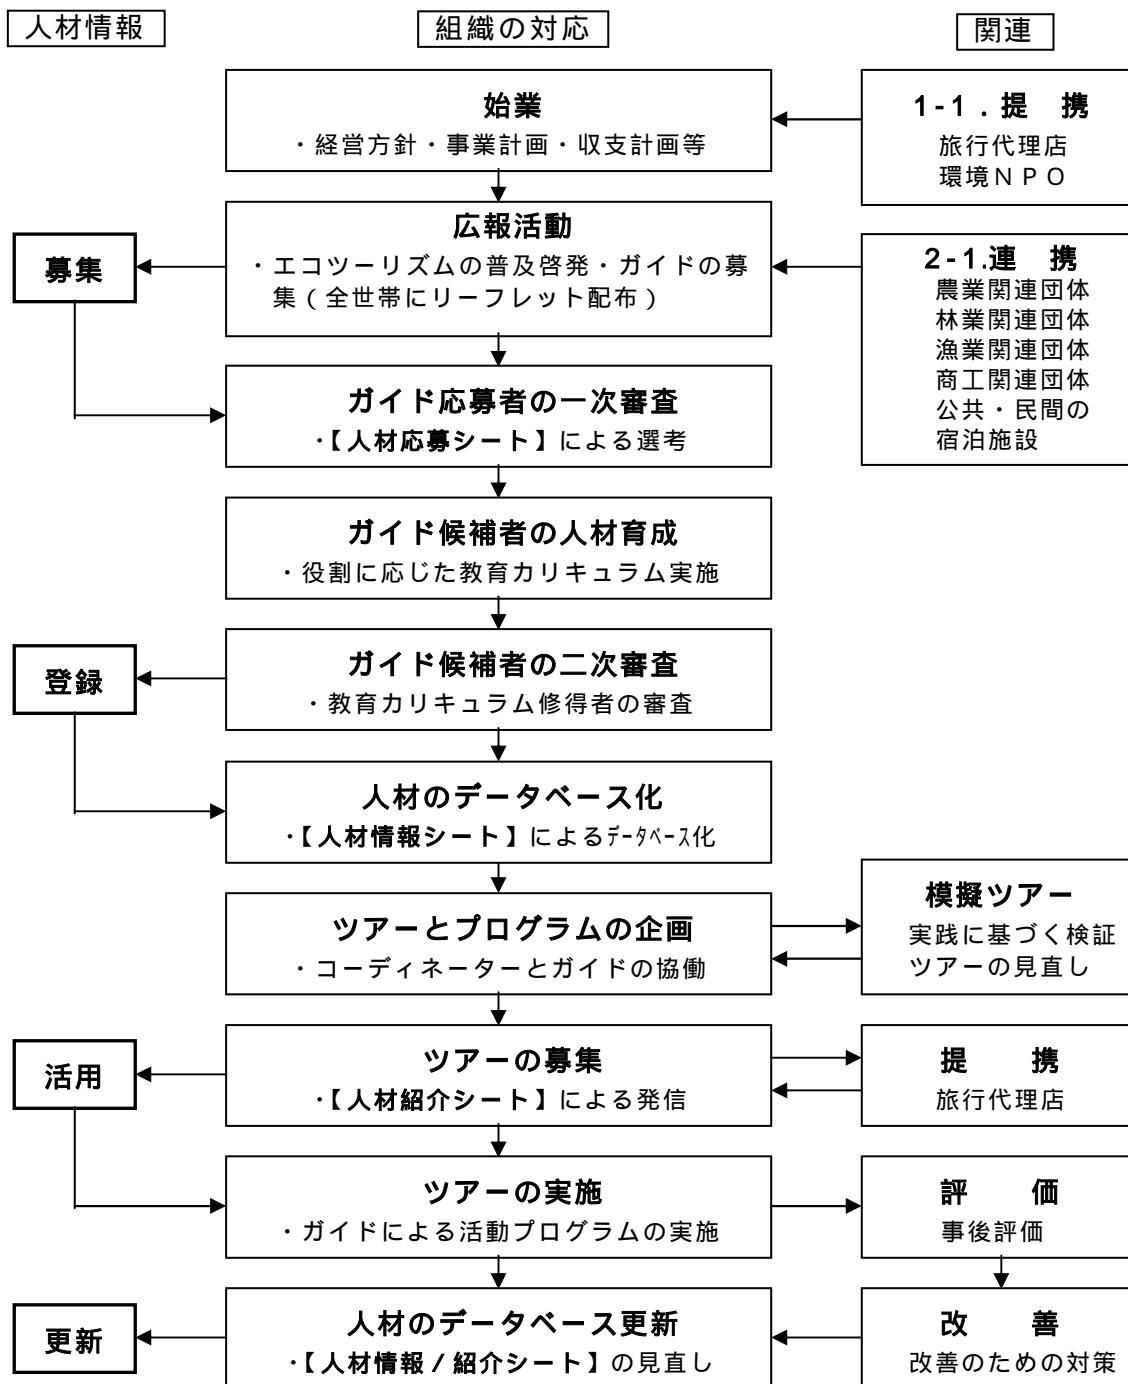 人材情報
組織の対応
関連
始業
・経営方針・事業計画・収支計画等
1-1．提　携
旅行代理店
環境ＮＰＯ
広報活動
・エコツーリズムの普及啓発・ガイドの募
集（全世帯にリーフレット配布）
募集
2-1.連　携
農業関連団体
林業関連団体
漁業関連団体
商工関連団体
公共・民間の
宿泊施設
ガイド応募者の一次審査
・【人材応募シート】による選考
ガイド候補者の人材育成
・役割に応じた教育カリキュラム実施
ガイド候補者の二次審査
・教育カリキュラム修得者の審査
登録
人材のデータベース化
・【人材情報シート】によるﾃﾞｰﾀﾍﾞｰｽ化
ツアーとプログラムの企画
・コーディネーターとガイドの協働
模擬ツアー
実践に基づく検証
ツアーの見直し
活用
ツアーの募集
・【人材紹介シート】による発信
提　携
旅行代理店
ツアーの実施
・ガイドによる活動プログラムの実施
評　価
事後評価
更新
人材のデータベース更新
・【人材情報／紹介シート】の見直し
改　善
改善のための対策